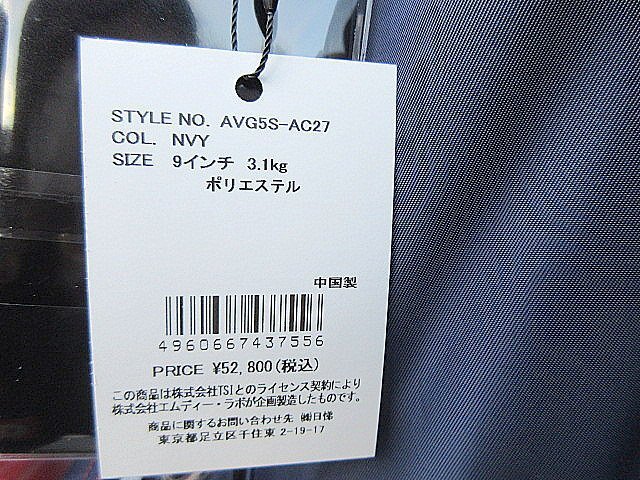 STYLE NO. AVG5S-AC27
COL. NVY
SIZE 9インチ 3.1kg
ポリエステル
中国製
4960667437556
PRICE ¥52,800(税込)
この商品は株式会社TSIとのライセンス契約により
株式会社エムディー・ラボが企画製造したものです。
商品に関するお問い合わせ先 ㈱日悌
東京都足立区千住東 2-19-17